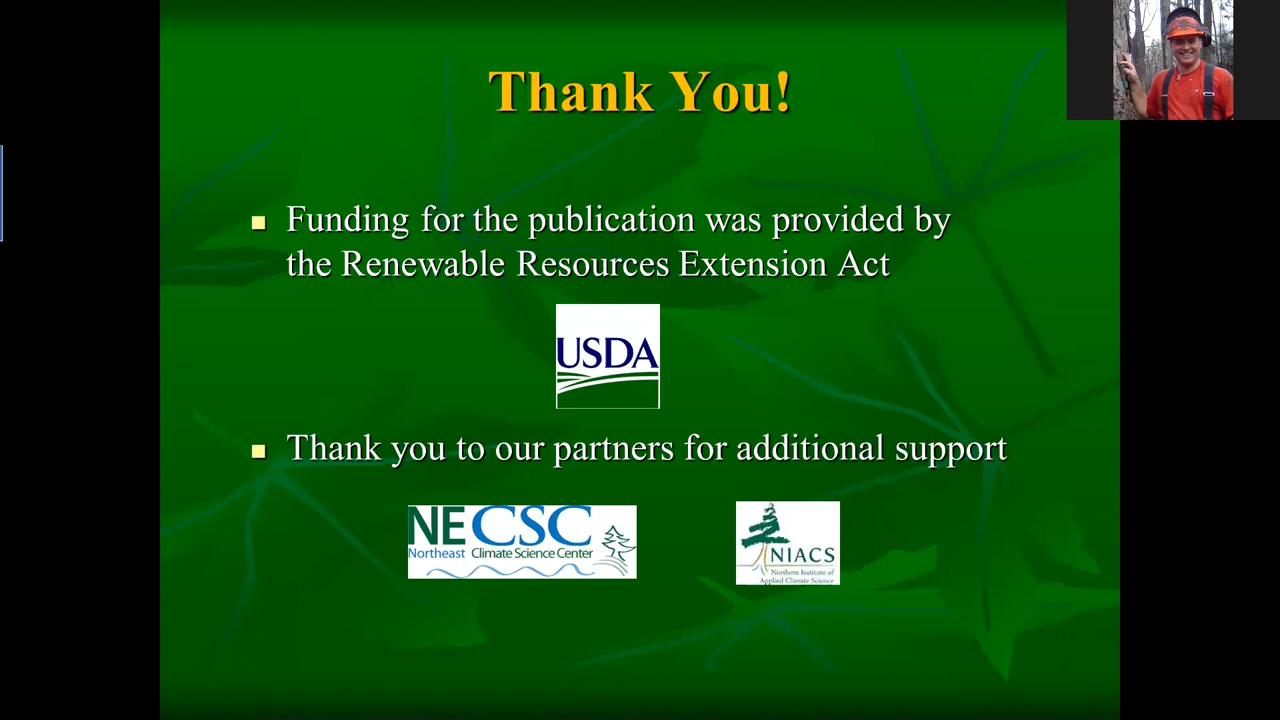 Thank You!
Funding for the publication was provided by
the Renewable Resources Extension Act
USDA
Thank you to our partners for additional support
NECSC
Northeast Climate Science Center
NIACS
Northern Institute of
Applied Climate Science